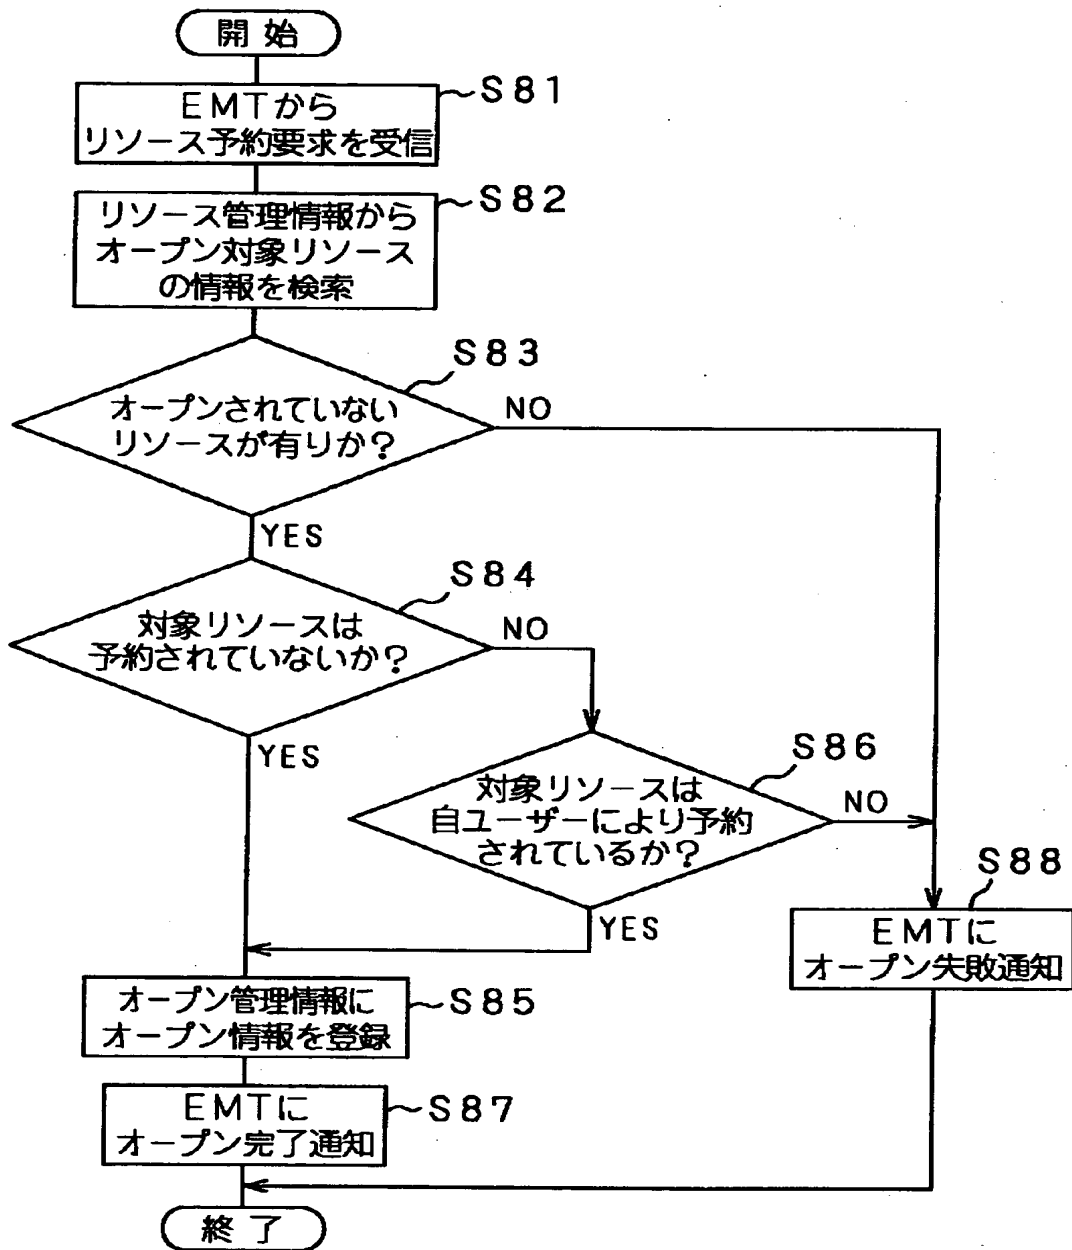 開始
EMTから
リソース予約要求を受信
S81
リソース管理情報から
オープン対象リソース
の情報を検索
S82
オープンされていない
リソースが有りか？
S83
NO
YES
対象リソースは
予約されていないか？
S84
NO
YES
対象リソースは
自ユーザーにより予約
されているか？
S86
NO
YES
EMTに
オープン失敗通知
S88
オープン管理情報に
オープン情報を登録
S85
EMTに
オープン完了通知
S87
終了